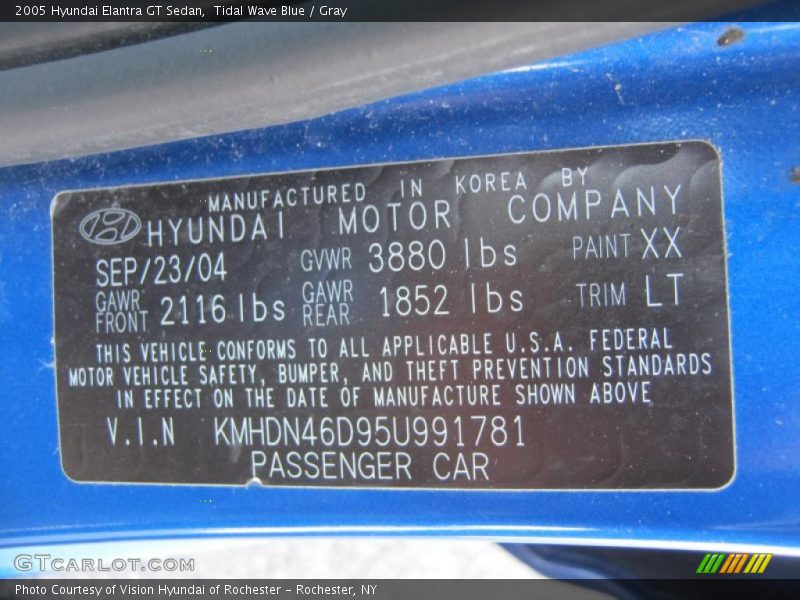 2005 Hyundai Elantra GT Sedan,  Tidal Wave Blue / Gray
MANUFACTURED IN KOREA BY
HYUNDAI MOTOR COMPANY
SEP/23/04 GVWR 3880 lbs PAINT XX
GAWR FRONT 2116 lbs GAWR REAR 1852 lbs TRIM LT
THIS VEHICLE CONFORMS TO ALL APPLICABLE U.S.A. FEDERAL
MOTOR VEHICLE SAFETY, BUMPER, AND THEFT PREVENTION STANDARDS
IN EFFECT ON THE DATE OF MANUFACTURE SHOWN ABOVE
V.I.N KMHDN46D95U991781
PASSENGER CAR
GTCARLOT.COM
Photo Courtesy of Vision Hyundai of Rochester – Rochester, NY